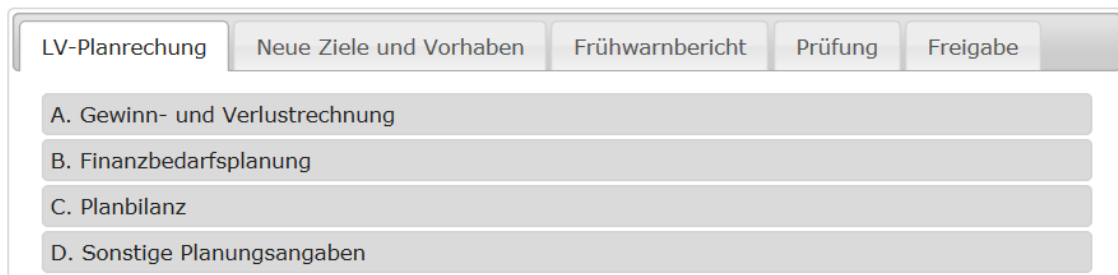 LV-Planrechung Neue Ziele und Vorhaben Frühwarnbericht Prüfung Freigabe
A. Gewinn- und Verlustrechnung
B. Finanzbedarfsplanung
C. Planbilanz
D. Sonstige Planungsangaben